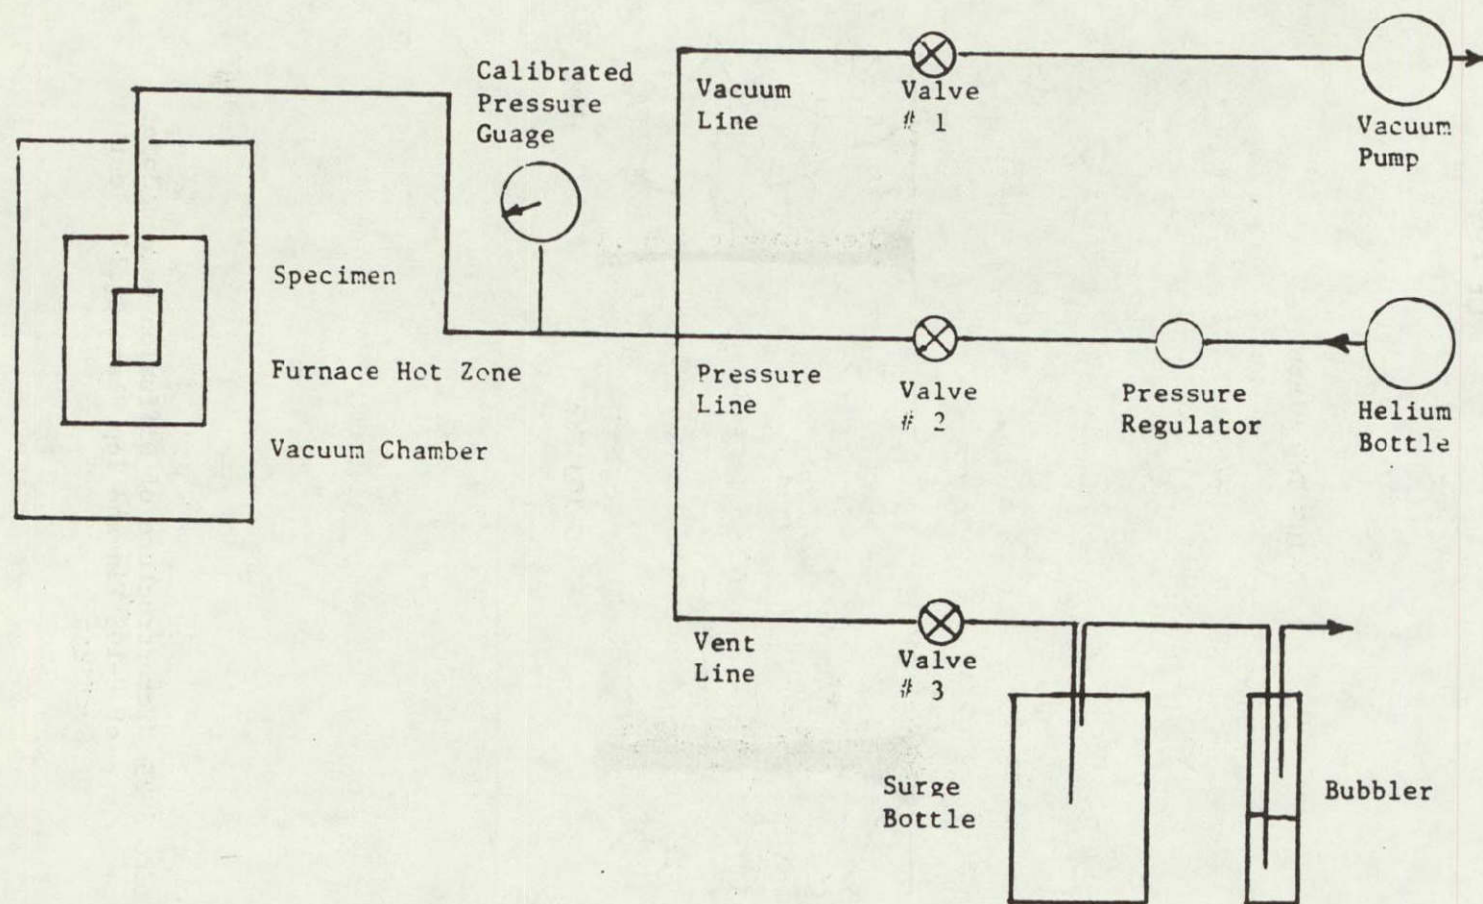 Calibrated
Pressure
Guage
Vacuum
Line
Valve
# 1
Vacuum
Pump
Specimen
Furnace Hot Zone
Vacuum Chamber
Pressure
Line
Valve
# 2
Pressure
Regulator
Helium
Bottle
Vent
Line
Valve
# 3
Surge
Bottle
Bubbler